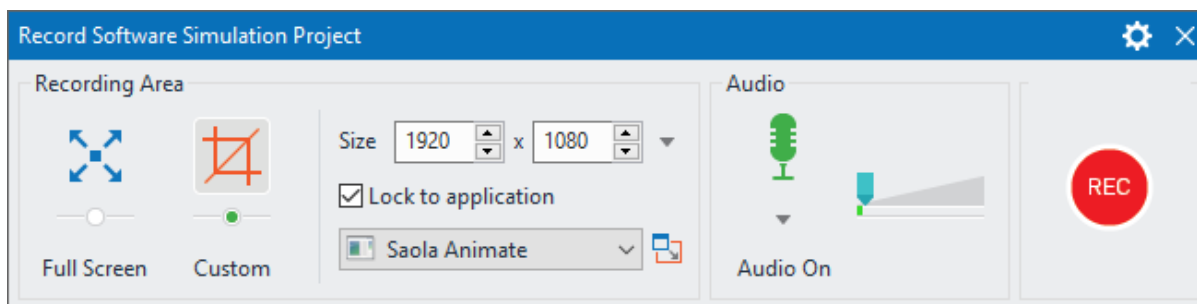 Record Software Simulation Project
Recording Area
Full Screen
Custom
Size 1920 x 1080
Lock to application
Saola Animate
Audio
Audio On
REC